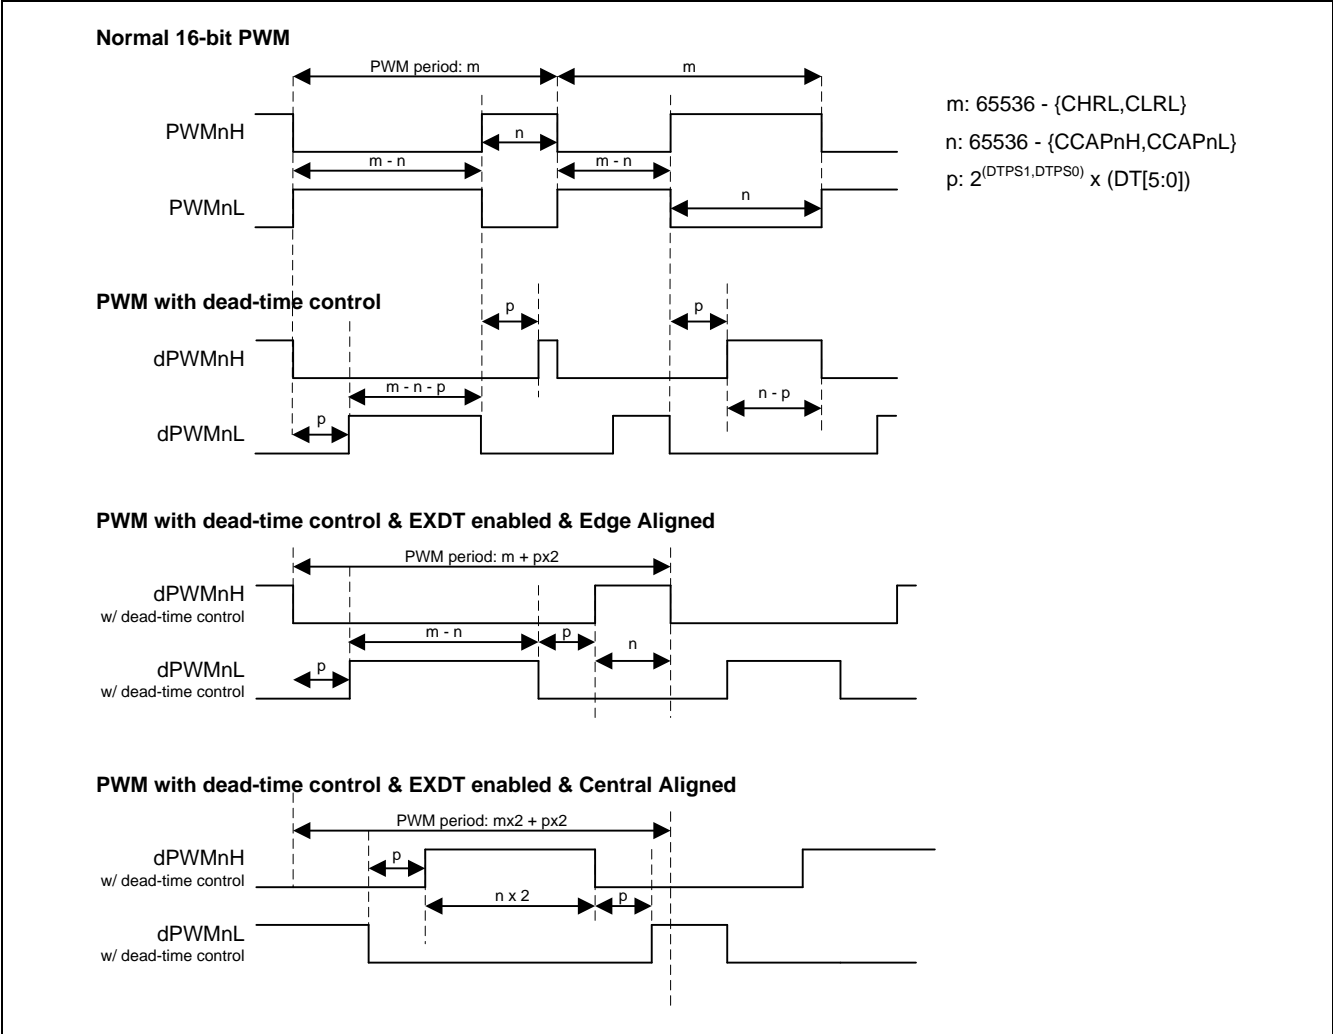 Normal 16-bit PWM
PWM period: m
m
m: 65536 - {CHRL,CLRL}
PWMnH
n
n: 65536 - {CCAPnH,CCAPnL}
m - n
m - n
p: 2(DTPS1,DTPS0) x (DT[5:0])
PWMnL
n
PWM with dead-time control
p
p
dPWMnH
m - n - p
n - p
p
dPWMnL
PWM with dead-time control & EXDT enabled & Edge Aligned
PWM period: m + px2
dPWMnH
w/ dead-time control
m - n
p
n
dPWMnL
p
w/ dead-time control
PWM with dead-time control & EXDT enabled & Central Aligned
PWM period: mx2 + px2
dPWMnH
p
w/ dead-time control
n x 2
p
dPWMnL
w/ dead-time control